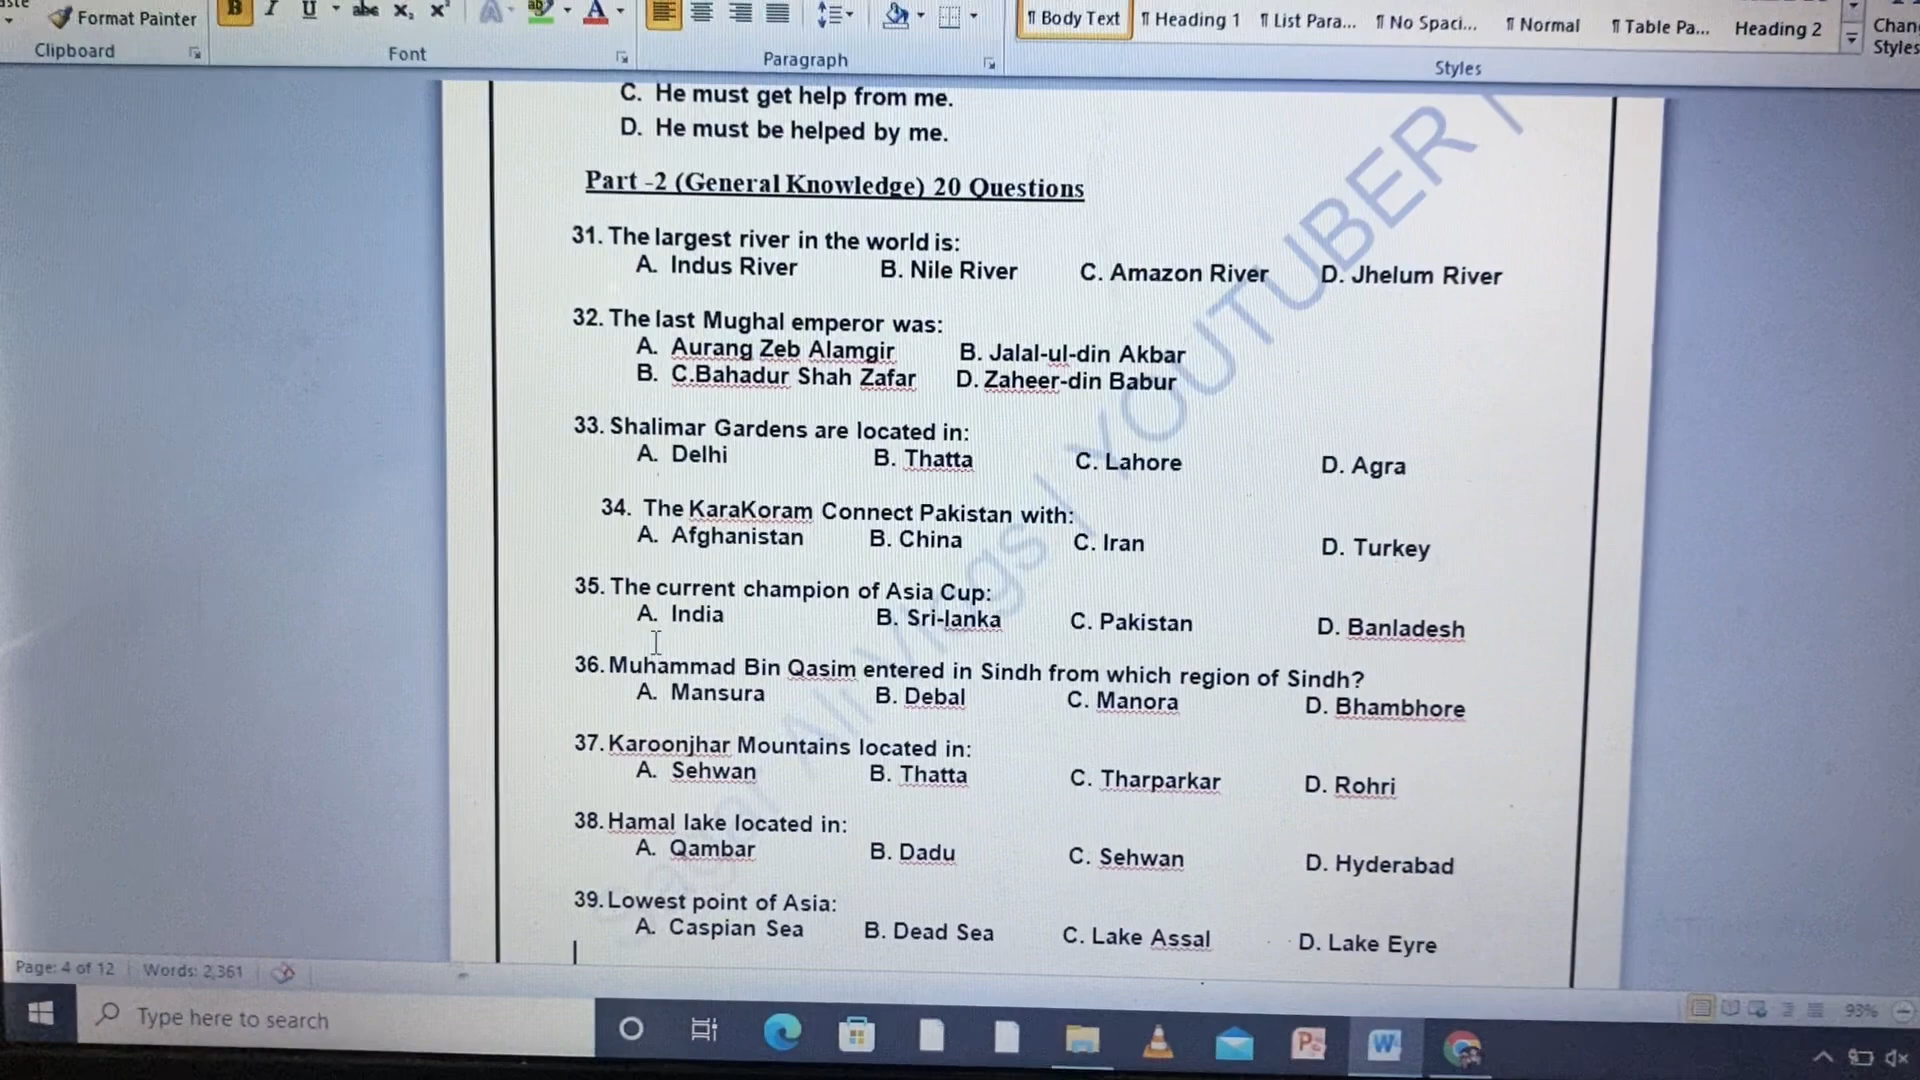 Format Painter
Clipboard
Font
Paragraph
Styles
¶ Body Text
¶ Heading 1
¶ List Para...
¶ No Spaci...
¶ Normal
¶ Table Pa...
Heading 2
Styles
C. He must get help from me.
D. He must be helped by me.
Part -2 (General Knowledge) 20 Questions
31. The largest river in the world is:
A. Indus River B. Nile River C. Amazon River D. Jhelum River
32. The last Mughal emperor was:
A. Aurang Zeb Alamgir B. Jalal-ul-din Akbar
B. C.Bahadur Shah Zafar D. Zaheer-din Babur
33. Shalimar Gardens are located in:
A. Delhi B. Thatta C. Lahore D. Agra
34. The KaraKoram Connect Pakistan with:
A. Afghanistan B. China C. Iran D. Turkey
35. The current champion of Asia Cup:
A. India B. Sri-lanka C. Pakistan D. Banladesh
36. Muhammad Bin Qasim entered in Sindh from which region of Sindh?
A. Mansura B. Debal C. Manora D. Bhambhore
37. Karoonjhar Mountains located in:
A. Sehwan B. Thatta C. Tharparkar D. Rohri
38. Hamal lake located in:
A. Qambar B. Dadu C. Sehwan D. Hyderabad
39. Lowest point of Asia:
A. Caspian Sea B. Dead Sea C. Lake Assal D. Lake Eyre
Ali Vlogs | YOUTUBER |
Page: 4 of 12 Words: 2,361
93%
Type here to search